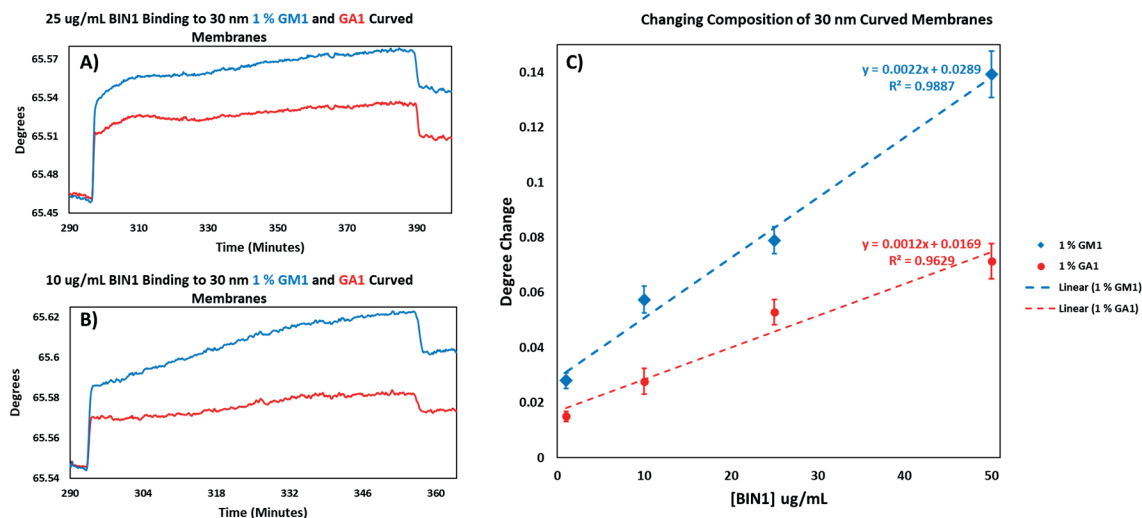 25 ug/mL BIN1 Binding to 30 nm 1 % GM1 and GA1 Curved
Membranes
A)
65.57
65.54
65.51
65.48
65.45
Degrees
290
310
330
350
370
390
Time (Minutes)
10 ug/mL BIN1 Binding to 30 nm 1 % GM1 and GA1 Curved
Membranes
B)
65.62
65.6
65.58
65.56
65.54
Degrees
290
304
318
332
346
360
Time (Minutes)
Changing Composition of 30 nm Curved Membranes
C)
0.14
0.12
0.1
0.08
0.06
0.04
0.02
0
Degree Change
y = 0.0022x + 0.0289
R² = 0.9887
y = 0.0012x + 0.0169
R² = 0.9629
0
10
20
30
40
50
[BIN1] ug/mL
1 % GM1
1 % GA1
Linear (1 % GM1)
Linear (1 % GA1)